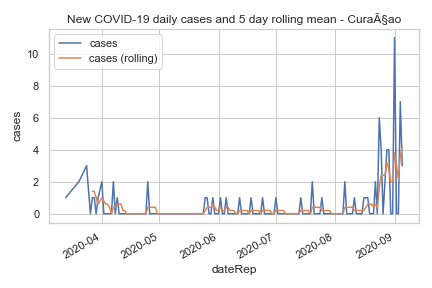 New COVID-19 daily cases and 5 day rolling mean - CuraÃ§ao
cases
cases (rolling)
10
8
6
4
2
0
cases
2020-04
2020-05
2020-06
2020-07
2020-08
2020-09
dateRep